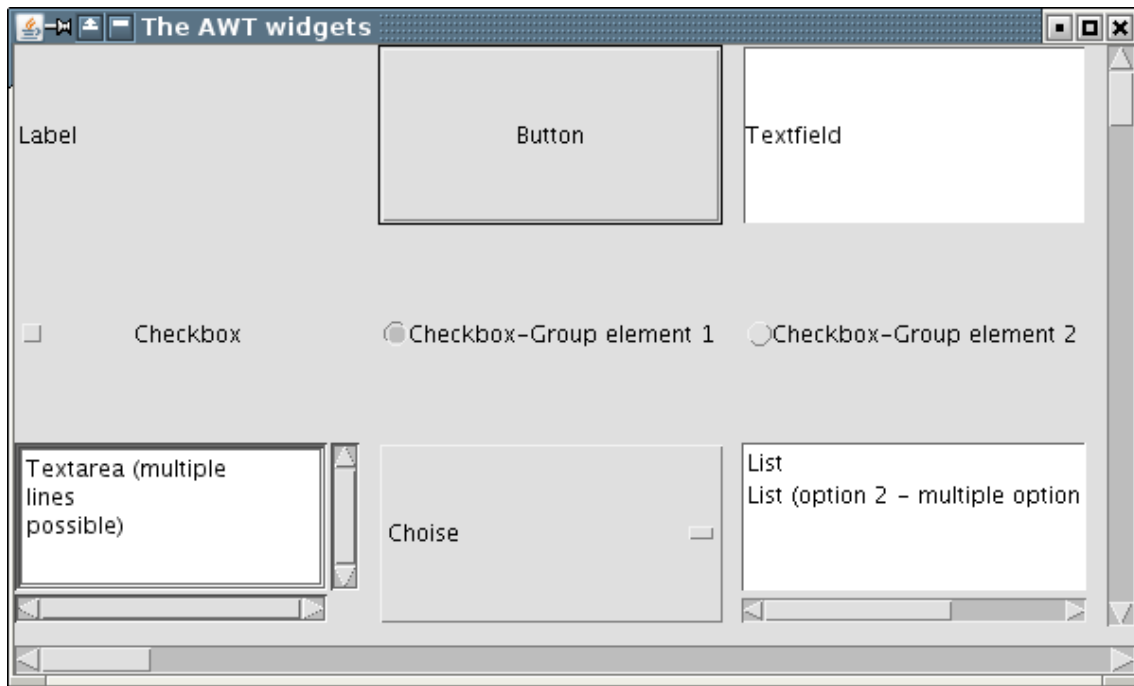 The AWT widgets
Label
Button
Textfield
Checkbox
Checkbox-Group element 1
Checkbox-Group element 2
Textarea (multiple
lines
possible)
Choise
List
List (option 2 - multiple option